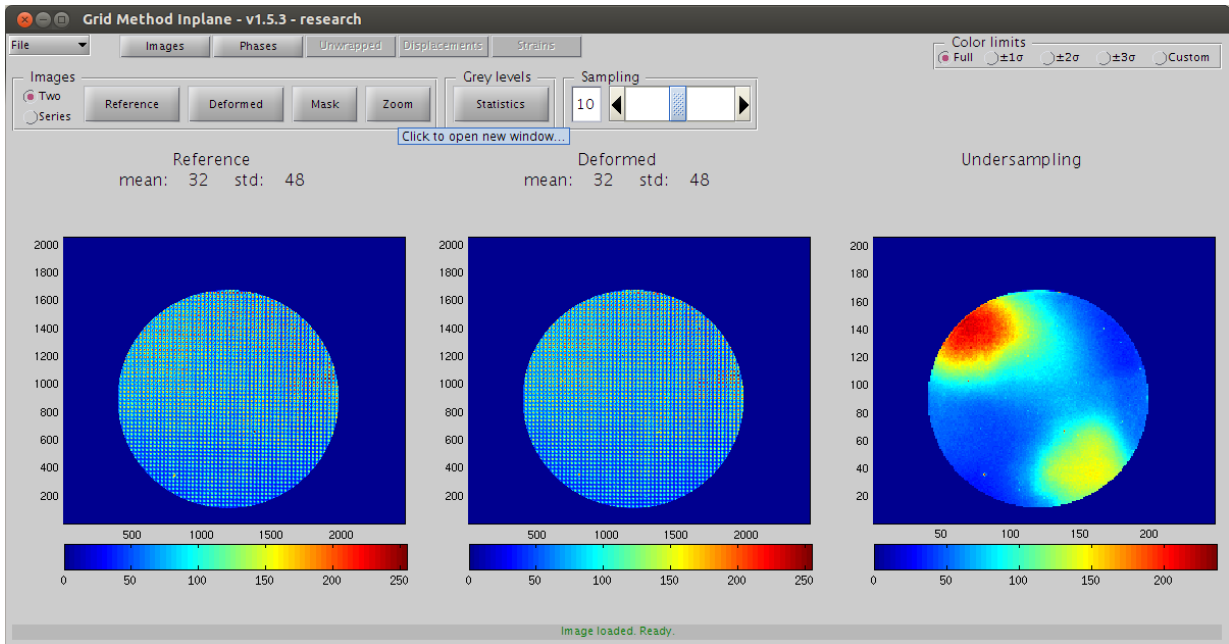 Grid Method Inplane - v1.5.3 - research
File Images Phases Unwrapped Displacements Strains
Color limits
Full ±1σ ±2σ ±3σ Custom
Images Grey levels Sampling
Two
Series
Reference Deformed Mask Zoom Statistics 10
Click to open new window...
Reference Deformed Undersampling
mean: 32 std: 48 mean: 32 std: 48
2000 2000 200
1800 1800 180
1600 1600 160
1400 1400 140
1200 1200 120
1000 1000 100
800 800 80
600 600 60
400 400 40
200 200 20
500 1000 1500 2000 500 1000 1500 2000 50 100 150 200
0 50 100 150 200 250 0 50 100 150 200 250 0 50 100 150 200
Image loaded. Ready.